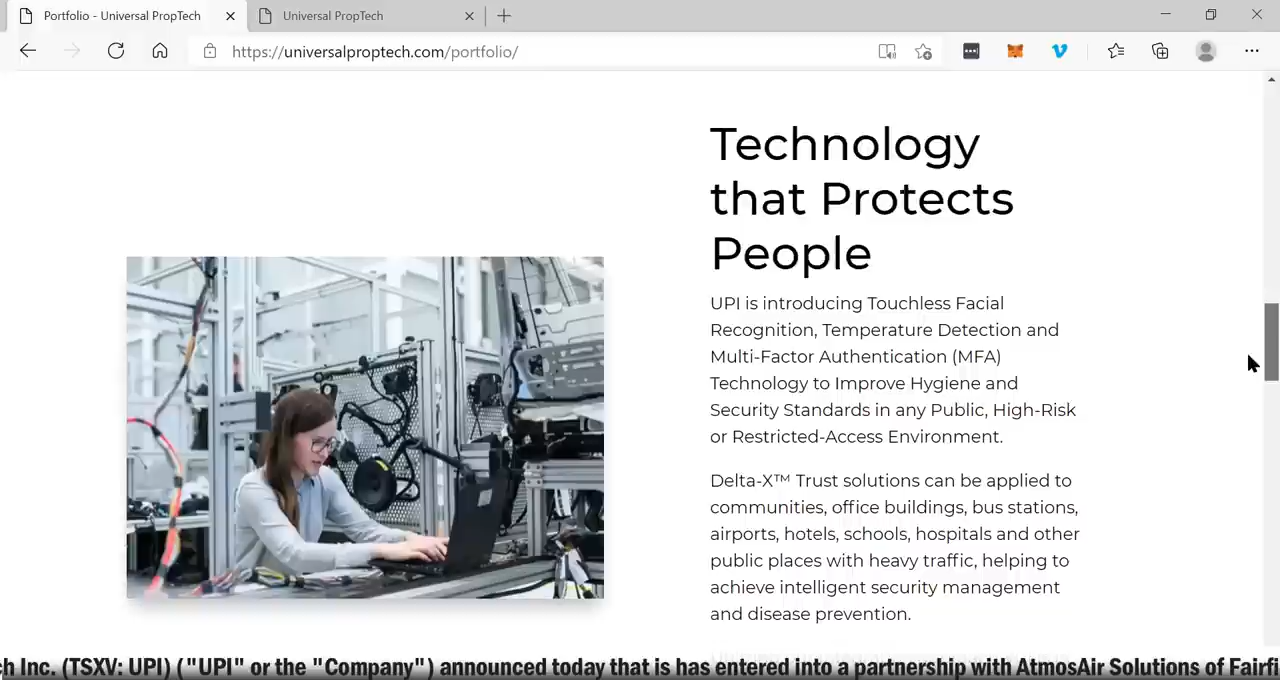 Portfolio - Universal PropTech
Universal PropTech
https://universalproptech.com/portfolio/
Technology
that Protects
People
UPI is introducing Touchless Facial
Recognition, Temperature Detection and
Multi-Factor Authentication (MFA)
Technology to Improve Hygiene and
Security Standards in any Public, High-Risk
or Restricted-Access Environment.
Delta-X™ Trust solutions can be applied to
communities, office buildings, bus stations,
airports, hotels, schools, hospitals and other
public places with heavy traffic, helping to
achieve intelligent security management
and disease prevention.
ch Inc. (TSXV: UPI) ("UPI" or the "Company") announced today that is has entered into a partnership with AtmosAir Solutions of Fairfi